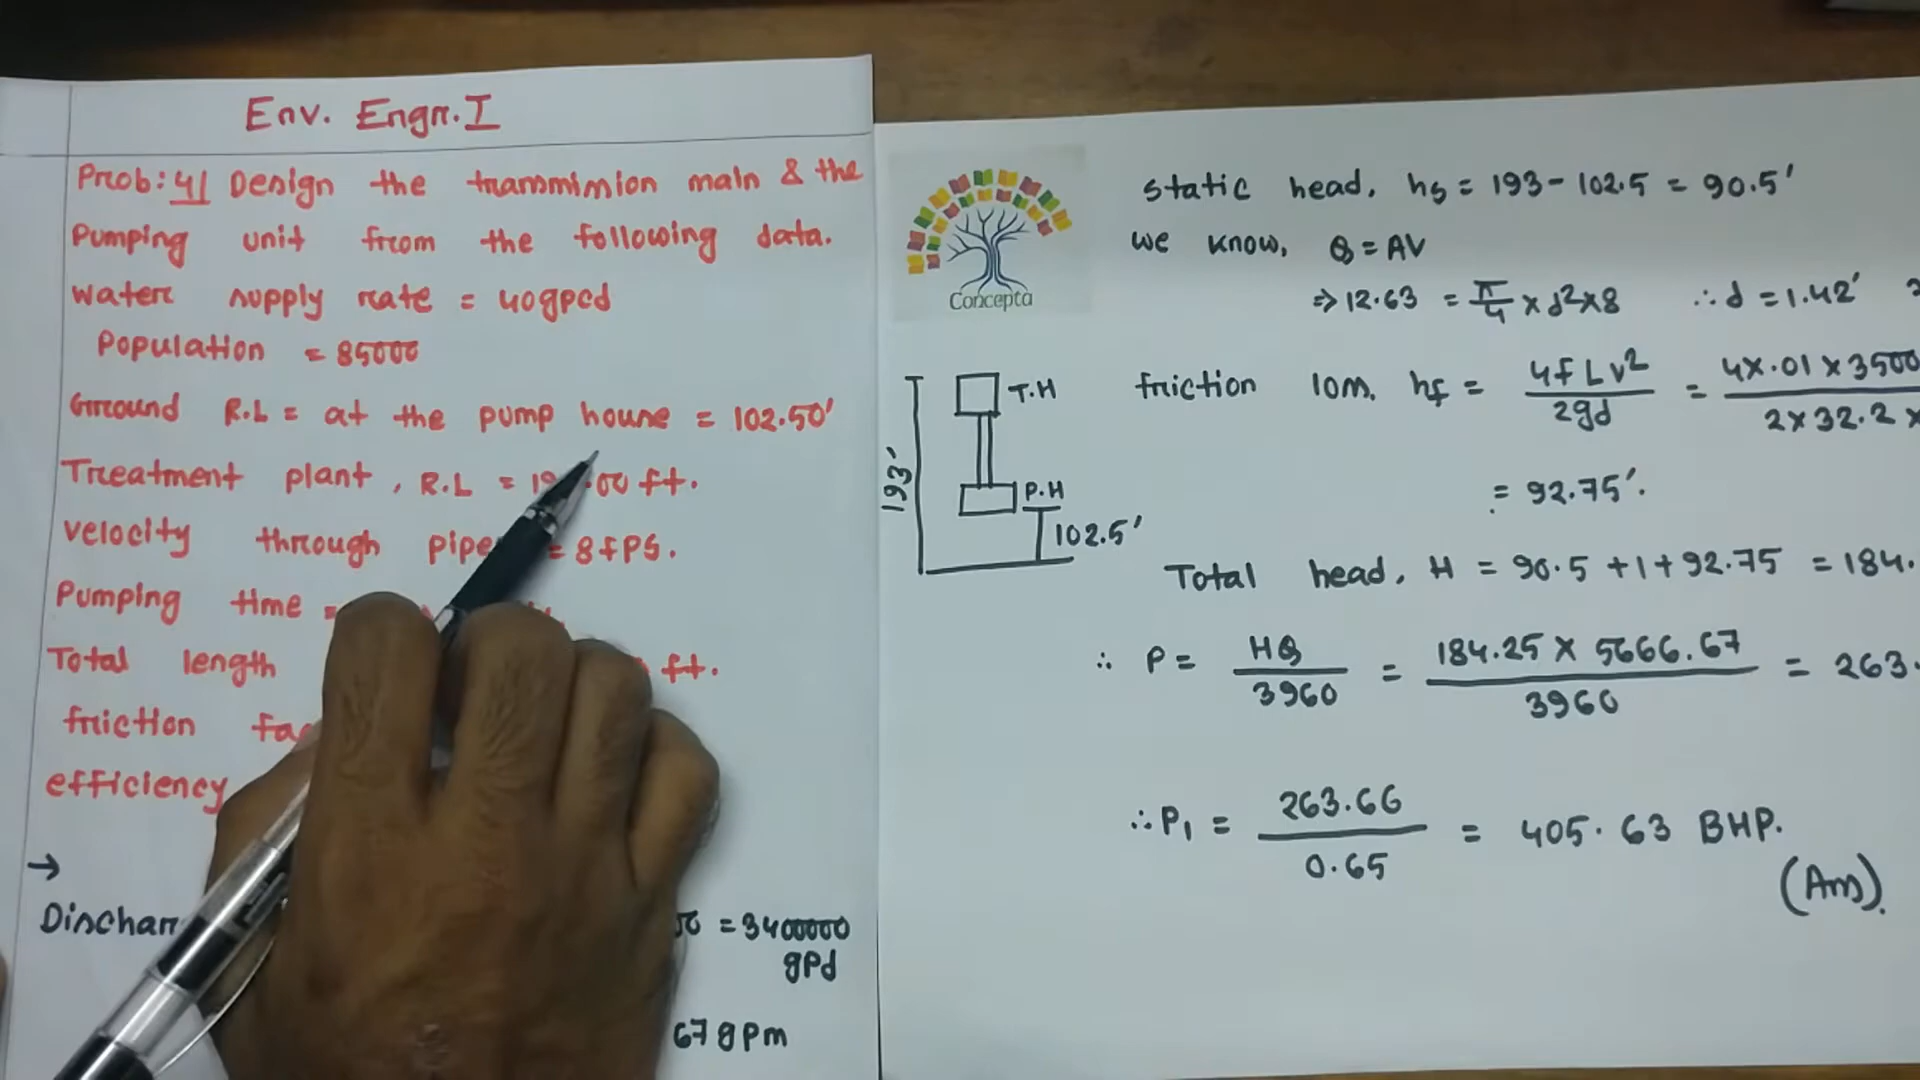 Env. Engr. I
Prob: 41 Design the transmission main & the
Pumping unit from the following data.
Water supply rate = 40gpcd
Population = 85000
Ground R.L = at the pump house = 102.50'
Treatment plant, R.L = 19 .00 ft.
velocity through pipe = 8fps.
Pumping time =
Total length ft.
friction
efficiency
→
= 3400000
gpd
67 gpm
Concepta
static head, hs = 193 - 102.5 = 90.5'
we know, Q = AV
⇒ 12.63 = π/4 x d² x 8 ∴ d = 1.42'
T.H
P.H
193'
102.5'
friction loss, hf = 4fLv²/2gd = 4x.01 x 3500 / 2 x 32.2 x
= 92.75'.
Total head, H = 90.5 + 1 + 92.75 = 184.
∴ P = HQ/3960 = 184.25 x 5666.67/3960 = 263.
∴ P1 = 263.66/0.65 = 405.63 BHP.
(Ans).